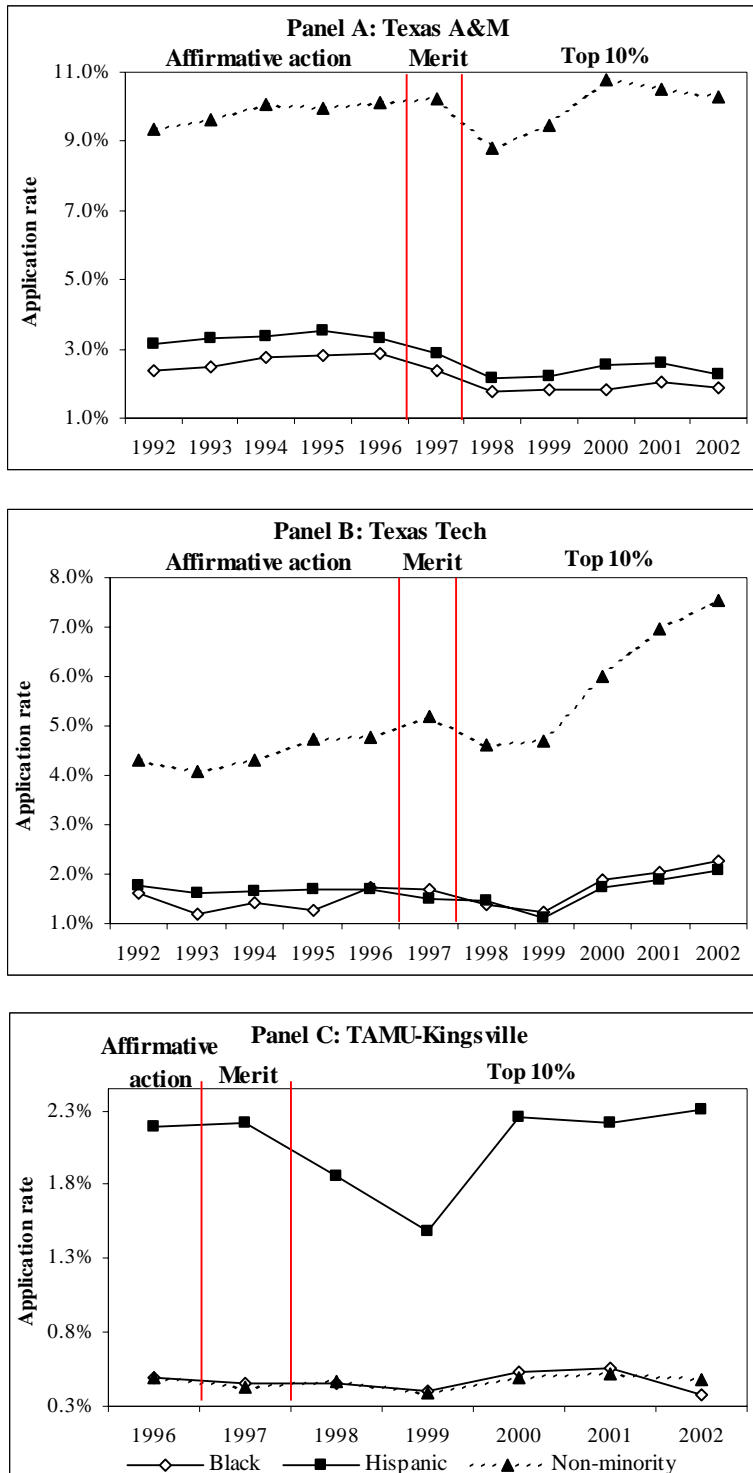 Panel A: Texas A&M
Affirmative action Merit Top 10%
11.0%
9.0%
7.0%
5.0%
3.0%
1.0%
Application rate
1992 1993 1994 1995 1996 1997 1998 1999 2000 2001 2002
Panel B: Texas Tech
Affirmative action Merit Top 10%
8.0%
7.0%
6.0%
5.0%
4.0%
3.0%
2.0%
1.0%
Application rate
1992 1993 1994 1995 1996 1997 1998 1999 2000 2001 2002
Panel C: TAMU-Kingsville
Affirmative
action Merit Top 10%
2.3%
1.8%
1.3%
0.8%
0.3%
Application rate
1996 1997 1998 1999 2000 2001 2002
Black Hispanic Non-minority